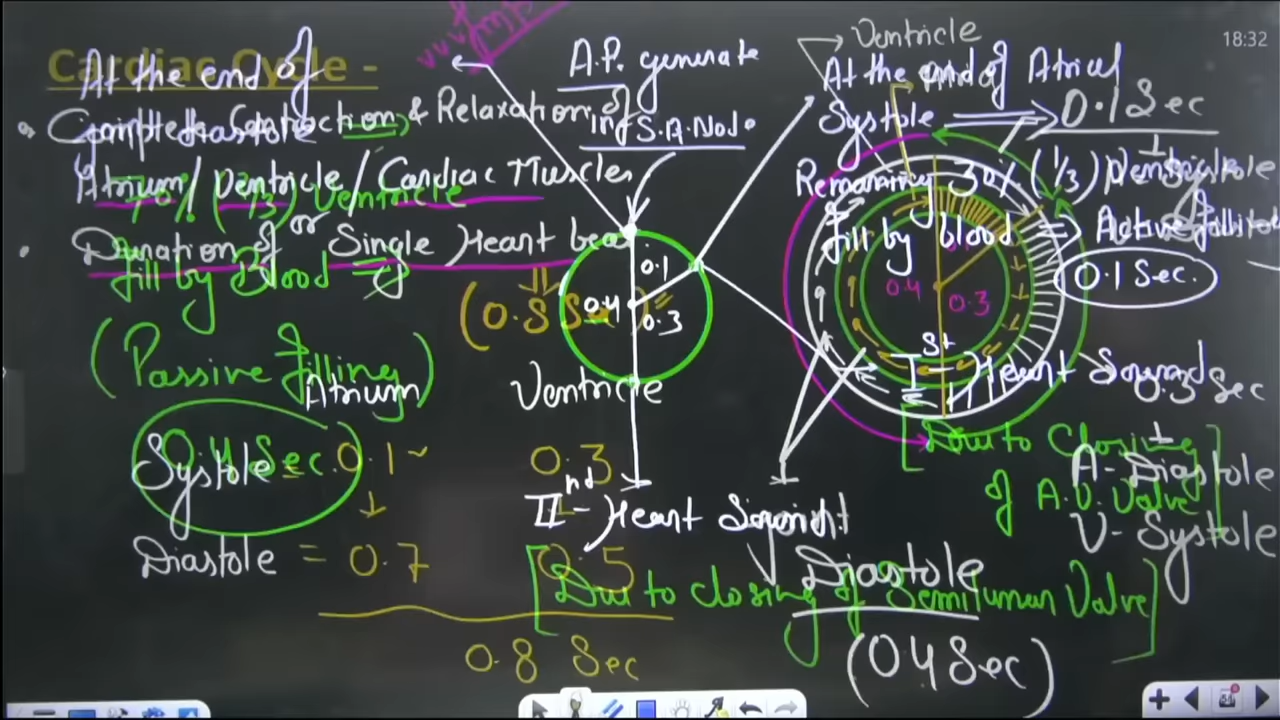 18:32
Cardiac Cycle -
Complete Contraction & Relaxation of
Atrium / Ventricle / Cardiac Muscles
or
Duration of Single Heart beat.
(0.8 Sec)
Atrium Ventricle
Systole = 0.1 0.3
Diastole = 0.7 0.5
0.8 Sec
At the end of
Diastole
70% (2/3) Ventricle
fill by Blood
(Passive filling)
0.4 Sec.
A.P. generate
in S.A. Node
0.1
0.4
0.3
IInd - Heart Sound
[Due to closing of Semilunar Valve]
Ventricle
At the end of Atrial
Systole
Remaining 30% (1/3) Ventricle
fill by blood
Active filling
0.1 Sec.
0.1 Sec
Systole
0.4
0.3
Ist - Heart Sound
[Due to Closing
of A.V. Valve]
0.3 Sec
A - Diastole
V - Systole
Diastole
(0.4 Sec)